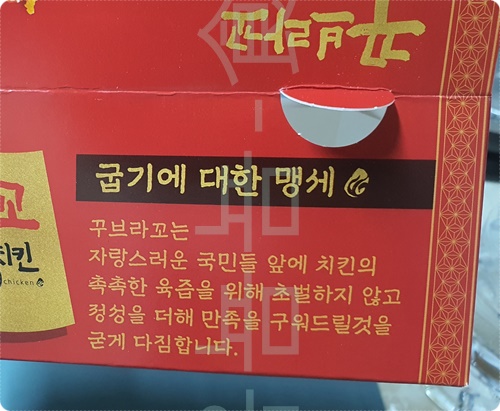 굽기에 대한 맹세
치킨
chicken
꾸브라꼬는
자랑스러운 국민들 앞에 치킨의
촉촉한 육즙을 위해 초벌하지 않고
정성을 더해 만족을 구워드릴것을
굳게 다짐합니다.